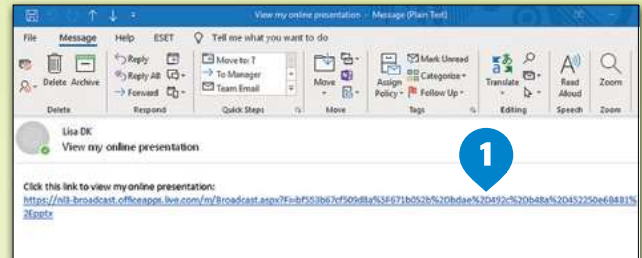 View my online presentation - Message (Plain Text)
File Message Help ESET Tell me what you want to do
Delete Archive
Reply
Reply All
Forward
Move to: ?
To Manager
Team Email
Move
Assign Policy
Mark Unread
Categorize
Follow Up
Translate
Read Aloud
Zoom
Delete Respond Quick Steps Move Tags Editing Speech Zoom
Lisa DK
View my online presentation
1
Click this link to view my online presentation: